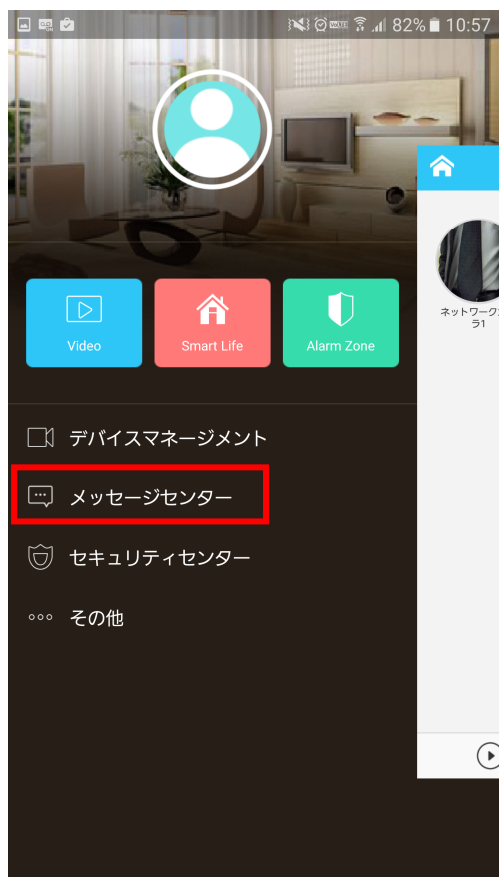 82% 10:57
Video
Smart Life
Alarm Zone
ネットワーク
ラ1
デバイスマネージメント
メッセージセンター
セキュリティセンター
その他